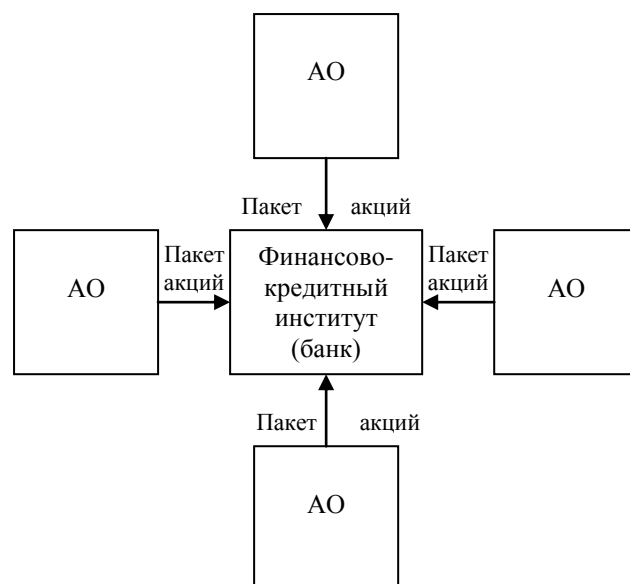 АО
Пакет акций
АО
Пакет
акций
Финансово-
кредитный
институт
(банк)
Пакет
акций
АО
Пакет акций
АО